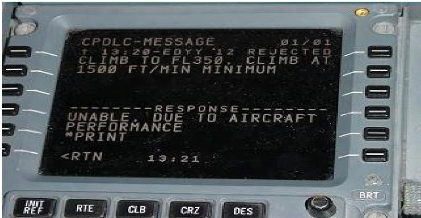 CPDLC-MESSAGE 01/01
↑ 13:20-EDYY'12 REJECTED
CLIMB TO FL350. CLIMB AT
1500 FT/MIN MINIMUM
--------RESPONSE--------
UNABLE. DUE TO AIRCRAFT
PERFORMANCE
*PRINT
<RTN 13:21
BRT
INIT REF RTE CLB CRZ DES